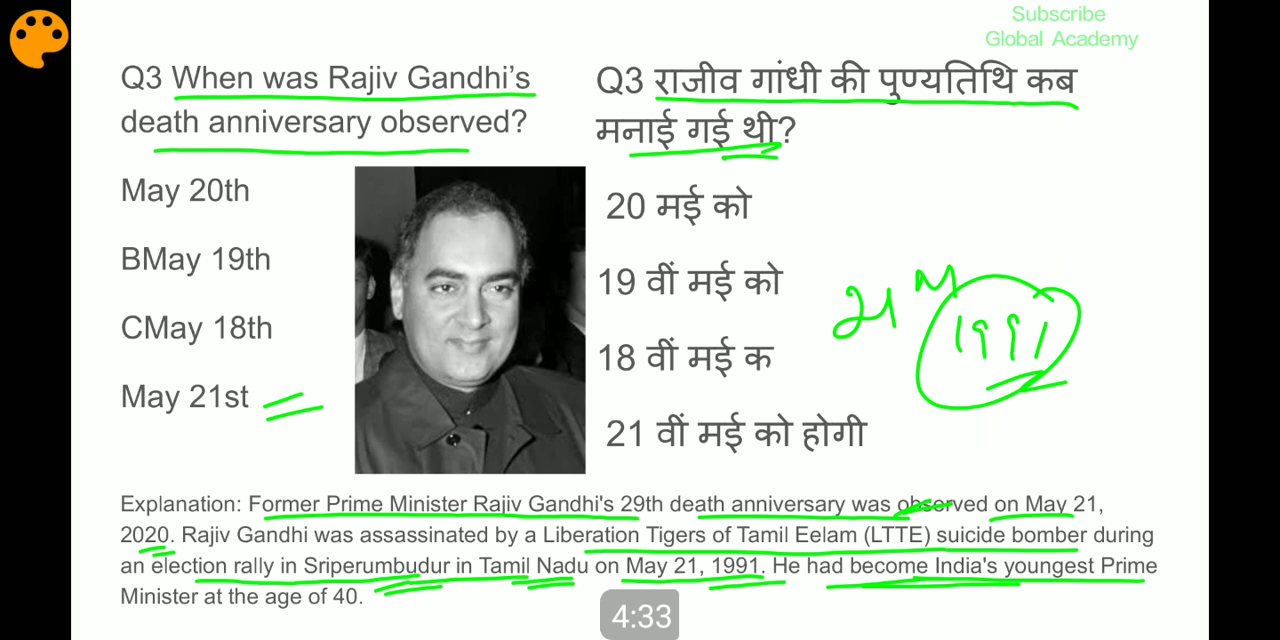 Subscribe
Global Academy
Q3 When was Rajiv Gandhi’s
death anniversary observed?
May 20th
BMay 19th
CMay 18th
May 21st
Q3 राजीव गांधी की पुण्यतिथि कब
मनाई गई थी?
20 मई को
19 वीं मई को
18 वीं मई क
21 वीं मई को होगी
1991
Explanation: Former Prime Minister Rajiv Gandhi's 29th death anniversary was observed on May 21,
2020. Rajiv Gandhi was assassinated by a Liberation Tigers of Tamil Eelam (LTTE) suicide bomber during
an election rally in Sriperumbudur in Tamil Nadu on May 21, 1991. He had become India's youngest Prime
Minister at the age of 40.
4:33